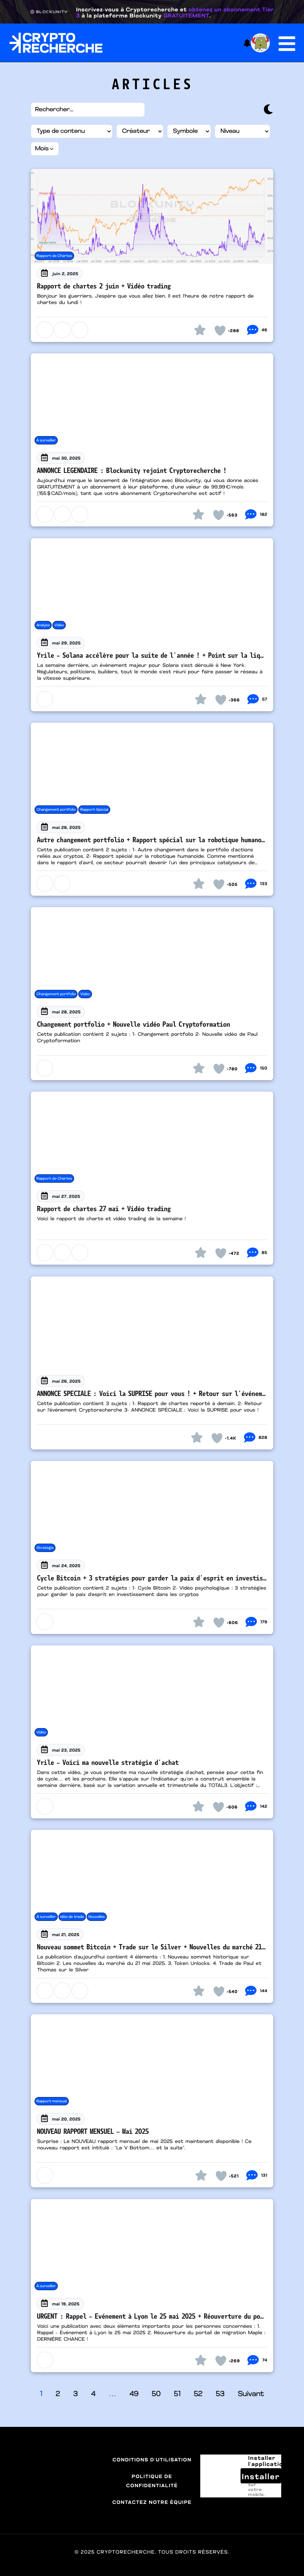 BLOCKUNITY
Inscrivez-vous à Cryptorecherche et obtenez un abonnement Tier
3 à la plateforme Blockunity GRATUITEMENT.
CRYPTO
RECHERCHE
ARTICLES
Rechercher...
Type de contenu
Créateur
Symbole
Niveau
Mois
BLOCKUNITY
Rapport de Chartes
juin 2, 2025
Rapport de chartes 2 juin + Vidéo trading
Bonjour les guerriers, J'espère que vous allez bien. Il est l'heure de notre rapport de
chartes du lundi !
-288
46
À surveiller
mai 30, 2025
ANNONCE LEGENDAIRE : Blockunity rejoint Cryptorecherche !
Aujourd'hui marque le lancement de l'intégration avec Blockunity, qui vous donne accès
GRATUITEMENT à un abonnement à leur plateforme, d'une valeur de 99,99 €/mois
(155 $ CAD/mois), tant que votre abonnement Cryptorecherche est actif !
-563
182
Analyse
Vidéo
mai 29, 2025
Yrile – Solana accélère pour la suite de l'année ! + Point sur la liq...
La semaine dernière, un événement majeur pour Solana s'est déroulé à New York.
Régulateurs, politiciens, builders, tout le monde s'est réuni pour faire passer le réseau à
la vitesse supérieure.
-366
57
Changement portfolio
Rapport Spécial
mai 28, 2025
Autre changement portfolio + Rapport spécial sur la robotique humano...
Cette publication contient 2 sujets : 1- Autre changement dans le portfolio d'actions
reliés aux cryptos. 2- Rapport spécial sur la robotique humanoïde. Comme mentionné
dans le rapport d'avril, ce secteur pourrait devenir l'un des principaux catalyseurs de...
-505
133
Changement portfolio
Vidéo
mai 28, 2025
Changement portfolio + Nouvelle vidéo Paul Cryptoformation
Cette publication contient 2 sujets : 1- Changement portfolio 2- Nouvelle vidéo de Paul
Cryptoformation
-780
150
Rapport de Chartes
mai 27, 2025
Rapport de chartes 27 mai + Vidéo trading
Voici le rapport de charte et vidéo trading de la semaine !
-472
85
mai 26, 2025
ANNONCE SPECIALE : Voici la SUPRISE pour vous ! + Retour sur l'événem...
Cette publication contient 3 sujets : 1- Rapport de chartes reporté à demain. 2- Retour
sur l'événement Cryptorecherche 3- ANNONCE SPÉCIALE : Voici la SUPRISE pour vous !
-1.4K
828
Stratégie
mai 24, 2025
Cycle Bitcoin + 3 stratégies pour garder la paix d'esprit en investis...
Cette publication contient 2 sujets : 1- Cycle Bitcoin 2- Vidéo psychologique : 3 stratégies
pour garder la paix d'esprit en investissement dans les cryptos
-606
179
Vidéo
mai 23, 2025
Yrile – Voici ma nouvelle stratégie d'achat
Dans cette vidéo, je vous présente ma nouvelle stratégie d'achat, pensée pour cette fin
de cycle… et les prochains. Elle s'appuie sur l'indicateur qu'on a construit ensemble la
semaine dernière, basé sur la variation annuelle et trimestrielle du TOTAL3. L'objectif :...
-608
142
À surveiller
Idée de trade
Nouvelles
mai 21, 2025
Nouveau sommet Bitcoin + Trade sur le Silver + Nouvelles du marché 21...
La publication d'aujourd'hui contient 4 éléments : 1. Nouveau sommet historique sur
Bitcoin 2. Les nouvelles du marché du 21 mai 2025. 3. Token Unlocks. 4. Trade de Paul et
Thomas sur le Silver
-540
144
Rapport mensuel
mai 20, 2025
NOUVEAU RAPPORT MENSUEL – Mai 2025
Surprise : Le NOUVEAU rapport mensuel de mai 2025 est maintenant disponible ! Ce
nouveau rapport est intitulé : "Le V Bottom… et la suite".
-521
131
À surveiller
mai 19, 2025
URGENT : Rappel – Evénement à Lyon le 25 mai 2025 + Réouverture du po...
Voici une publication avec deux éléments importants pour les personnes concernées : 1.
Rappel – Evénement à Lyon le 25 mai 2025 2. Réouverture du portail de migration Maple :
DERNIÈRE CHANCE !
-269
74
1 2 3 4 … 49 50 51 52 53 Suivant
CONDITIONS D'UTILISATION
POLITIQUE DE
CONFIDENTIALITÉ
CONTACTEZ NOTRE ÉQUIPE
Installer
l'applicatio
Installer
sur
votre
mobile.
© 2025 CRYPTORECHERCHE. TOUS DROITS RÉSERVÉS.